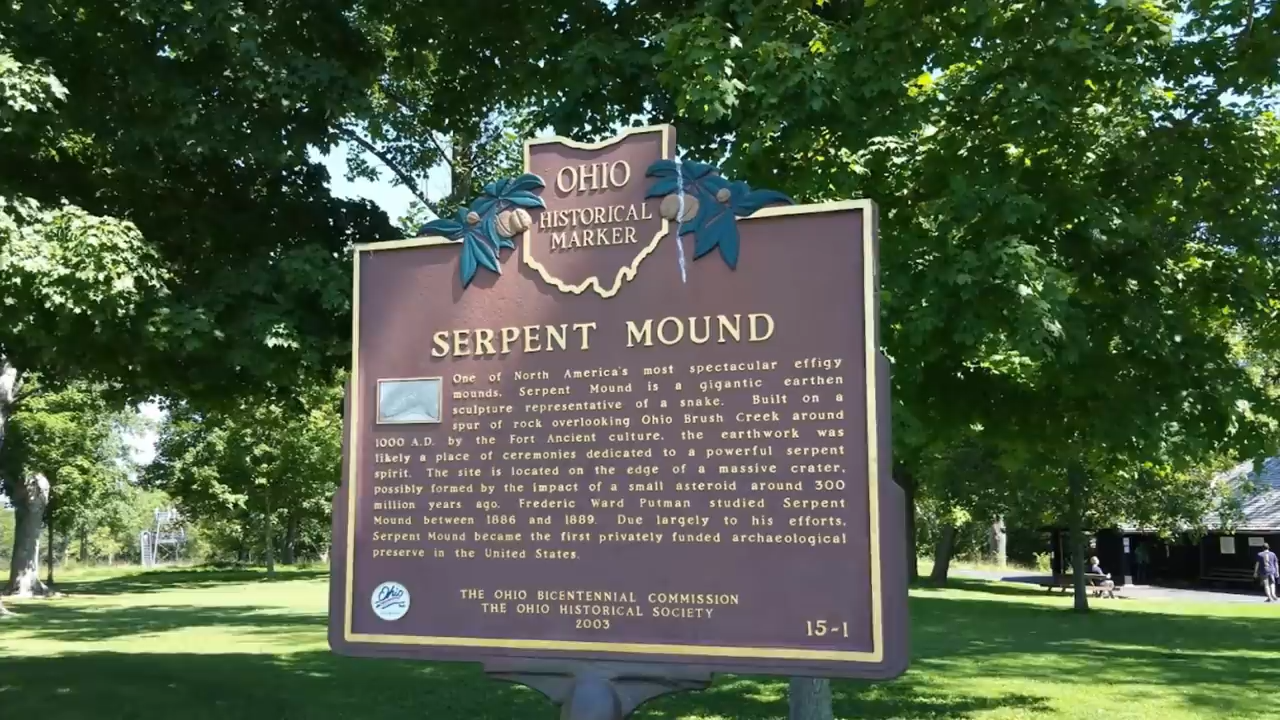 OHIO
HISTORICAL
MARKER
SERPENT MOUND
One of North America's most spectacular effigy
mounds, Serpent Mound is a gigantic earthen
sculpture representative of a snake. Built on a
spur of rock overlooking Ohio Brush Creek around
1000 A.D. by the Fort Ancient culture, the earthwork was
likely a place of ceremonies dedicated to a powerful serpent
spirit. The site is located on the edge of a massive crater,
possibly formed by the impact of a small asteroid around 300
million years ago. Frederic Ward Putman studied Serpent
Mound between 1886 and 1889. Due largely to his efforts,
Serpent Mound became the first privately funded archaeological
preserve in the United States.
Ohio
THE OHIO BICENTENNIAL COMMISSION
THE OHIO HISTORICAL SOCIETY
2003
15-1